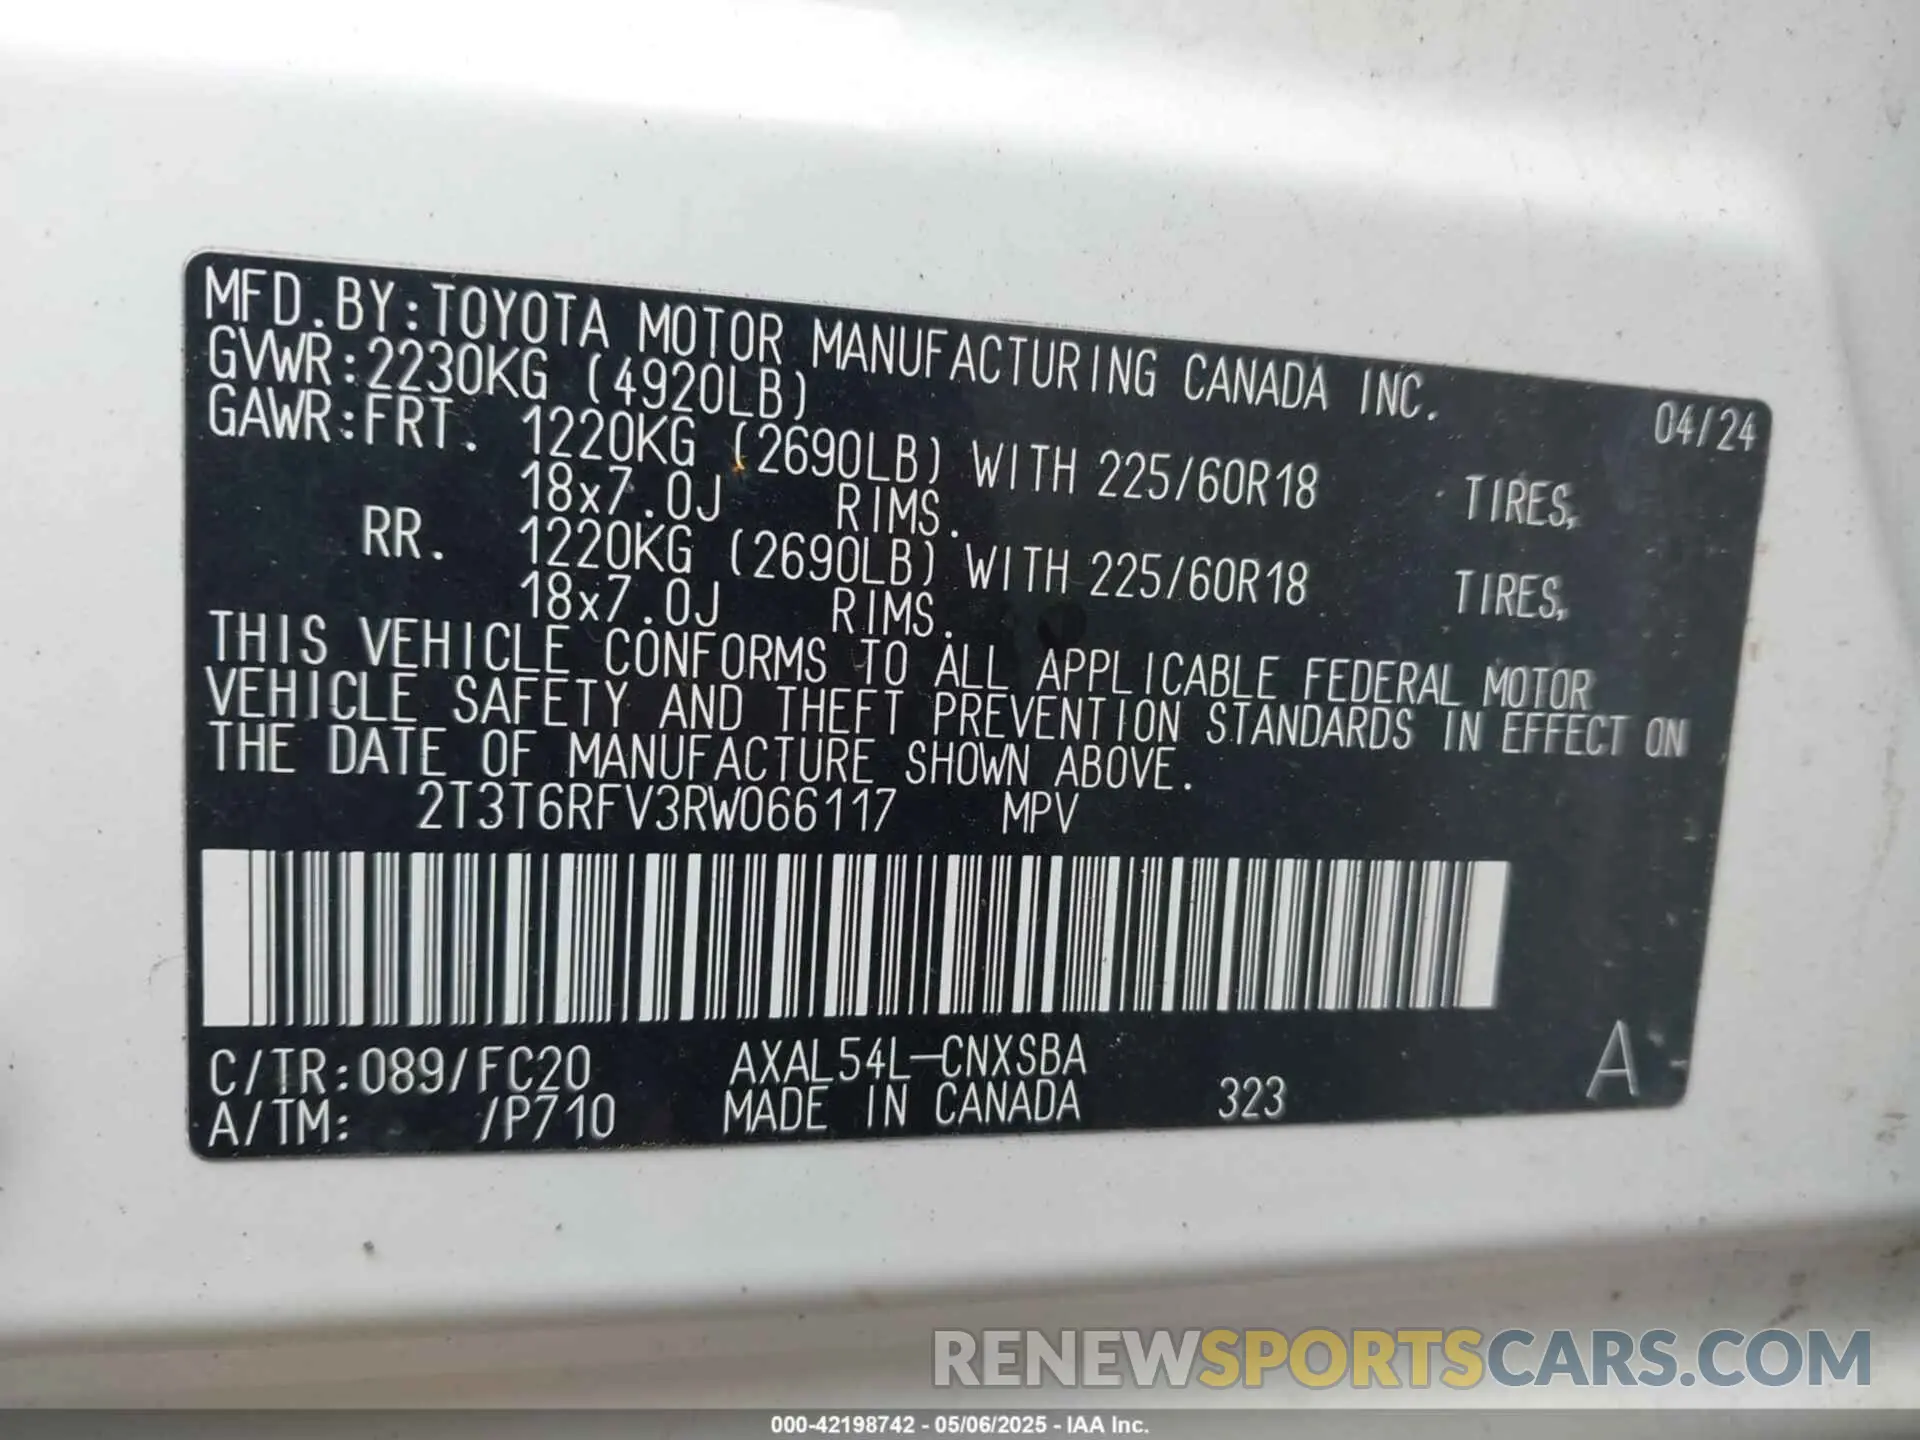 MFD.BY:TOYOTA MOTOR MANUFACTURING CANADA INC. 04/24
GVWR:2230KG (4920LB)
GAWR:FRT. 1220KG (2690LB) WITH 225/60R18 TIRES,
18x7.0J RIMS.
RR. 1220KG (2690LB) WITH 225/60R18 TIRES,
18x7.0J RIMS.
THIS VEHICLE CONFORMS TO ALL APPLICABLE FEDERAL MOTOR
VEHICLE SAFETY AND THEFT PREVENTION STANDARDS IN EFFECT ON
THE DATE OF MANUFACTURE SHOWN ABOVE.
2T3T6RFV3RW066117 MPV
C/TR:089/FC20 AXAL54L-CNXSBA A
A/TM: /P710 MADE IN CANADA 323
RENEWSPORTSCARS.COM
000-42198742 - 05/06/2025 - IAA Inc.